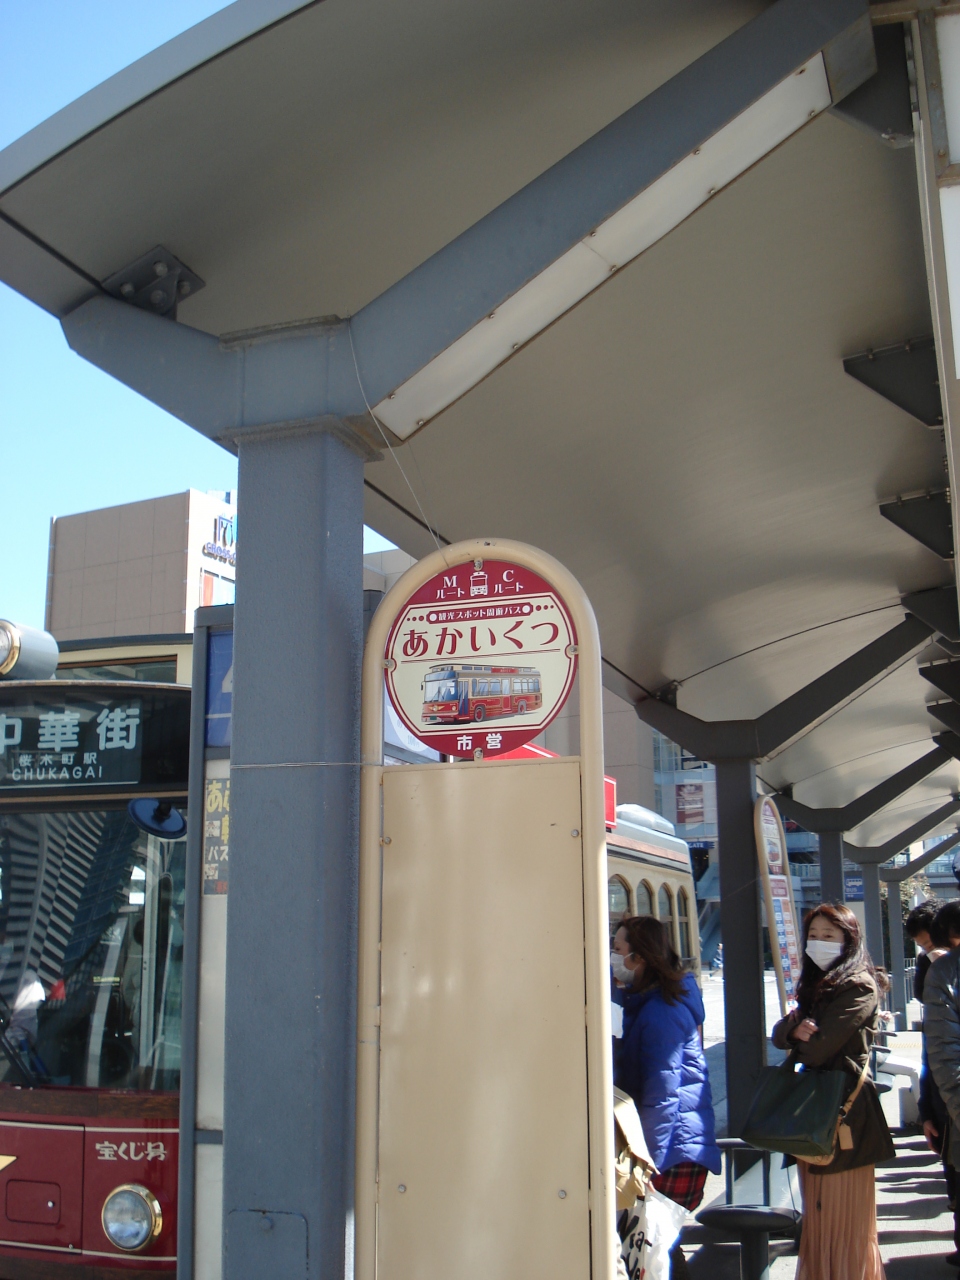 M C
ルート ルート
観光スポット周遊バス
あかいくつ
市営
中華街
桜木町駅
CHUKAGAI
宝くじ号